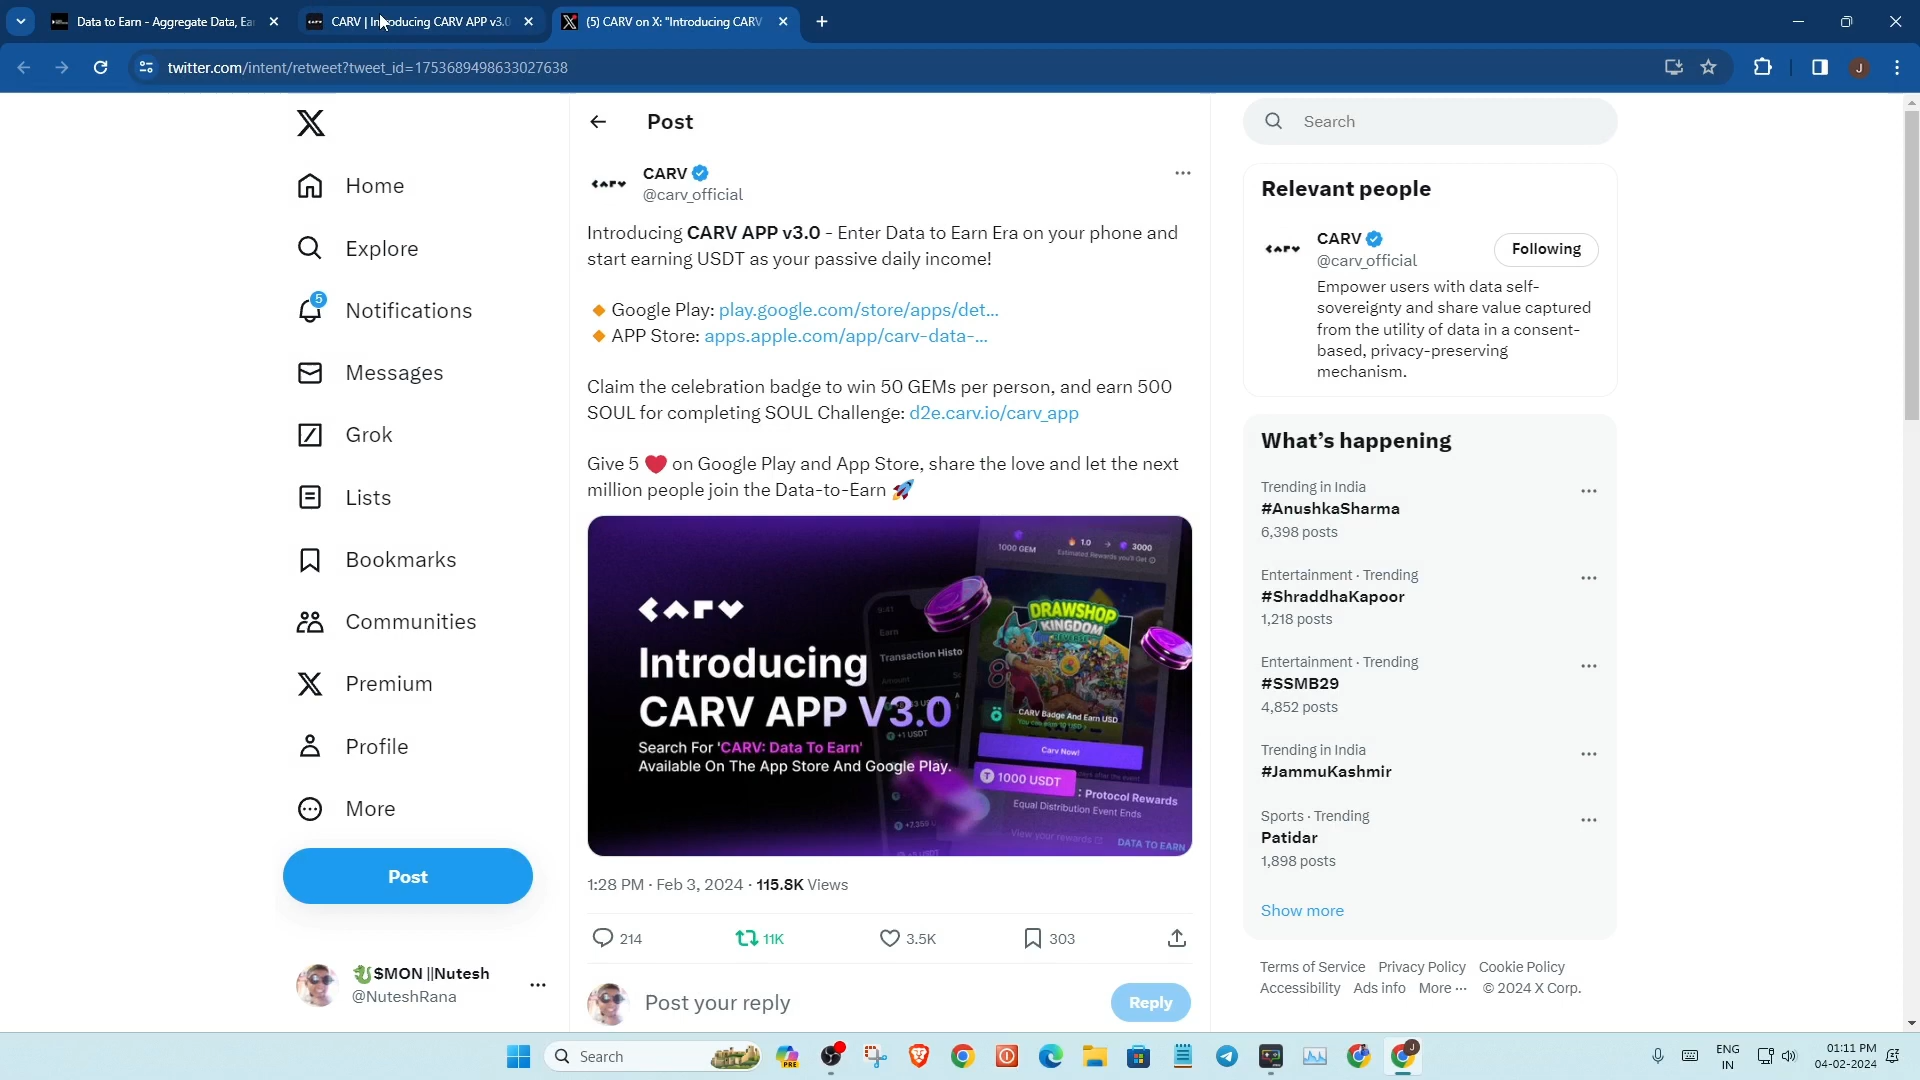 Data to Earn - Aggregate Data, Ea
CARV | Introducing CARV APP v3.0
(5) CARV on X: "Introducing CARV
twitter.com/intent/retweet?tweet_id=1753689498633027638
J
Home
Explore
5
Notifications
Messages
Grok
Lists
Bookmarks
Communities
Premium
Profile
More
Post
$MON ||Nutesh
@NuteshRana
Post
CARV
@carv_official
Introducing CARV APP v3.0 - Enter Data to Earn Era on your phone and
start earning USDT as your passive daily income!
🔸Google Play: play.google.com/store/apps/det...
🔸APP Store: apps.apple.com/app/carv-data-...
Claim the celebration badge to win 50 GEMs per person, and earn 500
SOUL for completing SOUL Challenge: d2e.carv.io/carv_app
Give 5 ❤️ on Google Play and App Store, share the love and let the next
million people join the Data-to-Earn 🚀
CARV
Introducing
CARV APP V3.0
Search For 'CARV: Data To Earn'
Available On The App Store And Google Play.
9:41
Earn
Transaction Histo
Amount
+1 USDT
1000 GEM
1.0 → 3000
Estimated Rewards you'll Get
DRAWSHOP
KINGDOM
REVERSE
CARV Badge And Earn USD
Carv Now!
1000 USDT : Protocol Rewards
Equal Distribution Event Ends
View your rewards
DATA TO EARN
1:28 PM · Feb 3, 2024 · 115.8K Views
214
11K
3.5K
303
Post your reply
Reply
Search
Relevant people
CARV
@carv_official
Following
Empower users with data self-
sovereignty and share value captured
from the utility of data in a consent-
based, privacy-preserving
mechanism.
What's happening
Trending in India
#AnushkaSharma
6,398 posts
Entertainment · Trending
#ShraddhaKapoor
1,218 posts
Entertainment · Trending
#SSMB29
4,852 posts
Trending in India
#JammuKashmir
Sports · Trending
Patidar
1,898 posts
Show more
Terms of Service Privacy Policy Cookie Policy
Accessibility Ads info More ··· © 2024 X Corp.
Search
PRE
J
ENG
IN
01:11 PM
04-02-2024